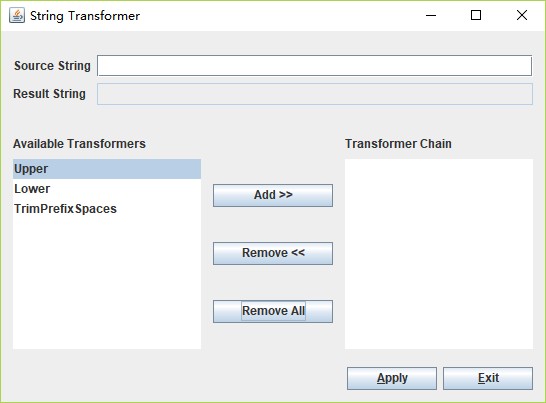 String Transformer
Source String
Result String
Available Transformers
Transformer Chain
Upper
Lower
TrimPrefixSpaces
Add >>
Remove <<
Remove All
Apply
Exit